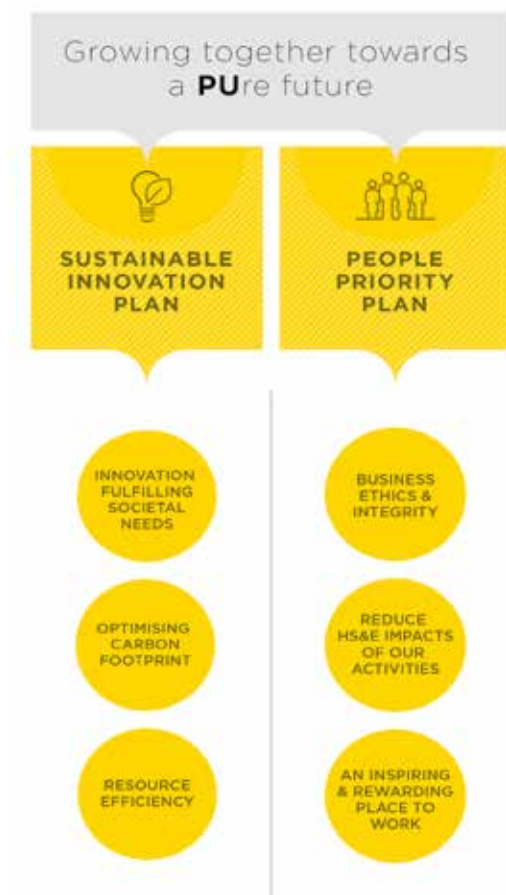 Growing together towards
a PUre future
SUSTAINABLE
INNOVATION
PLAN
INNOVATION
FULFILLING
SOCIETAL
NEEDS
OPTIMISING
CARBON
FOOTPRINT
RESOURCE
EFFICIENCY
PEOPLE
PRIORITY
PLAN
BUSINESS
ETHICS &
INTEGRITY
REDUCE
HS&E IMPACTS
OF OUR
ACTIVITIES
AN INSPIRING
& REWARDING
PLACE TO
WORK